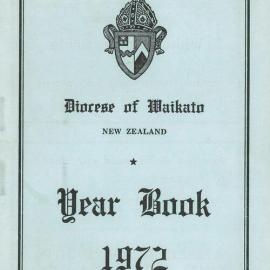 Diocese of Waikato
NEW ZEALAND
Year Book
1972